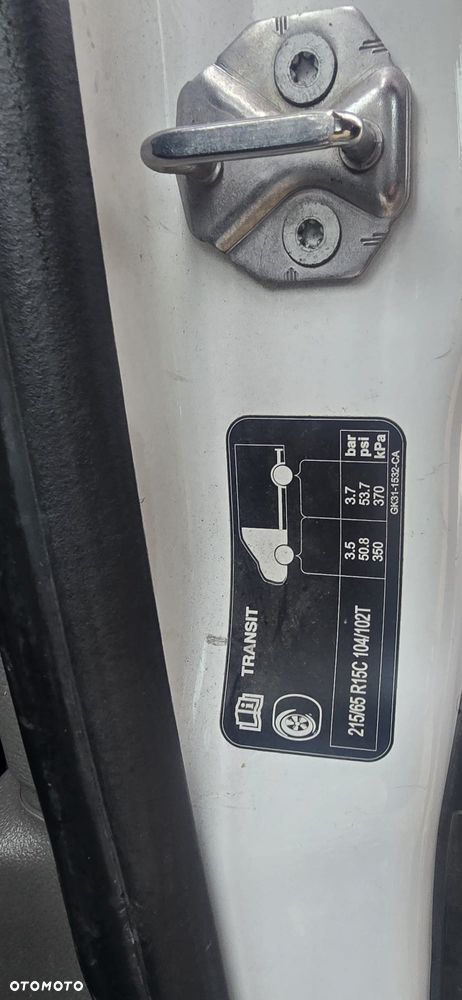 TRANSIT
215/65 R15C 104/102T
3.5 3.7 bar
50.8 53.7 psi
350 370 kPa
GK31-1532-CA
OTOMOTO